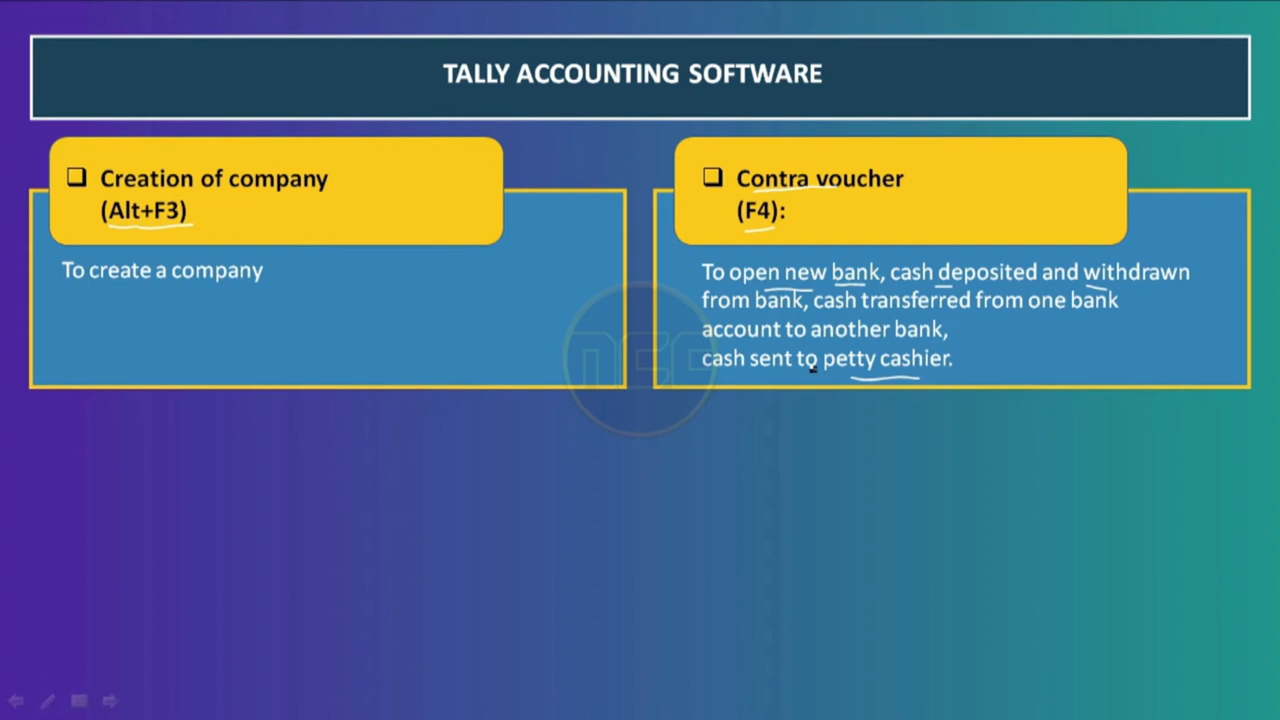 TALLY ACCOUNTING SOFTWARE
❑ Creation of company
(Alt+F3)
To create a company
❑ Contra voucher
(F4):
To open new bank, cash deposited and withdrawn
from bank, cash transferred from one bank
account to another bank,
cash sent to petty cashier.